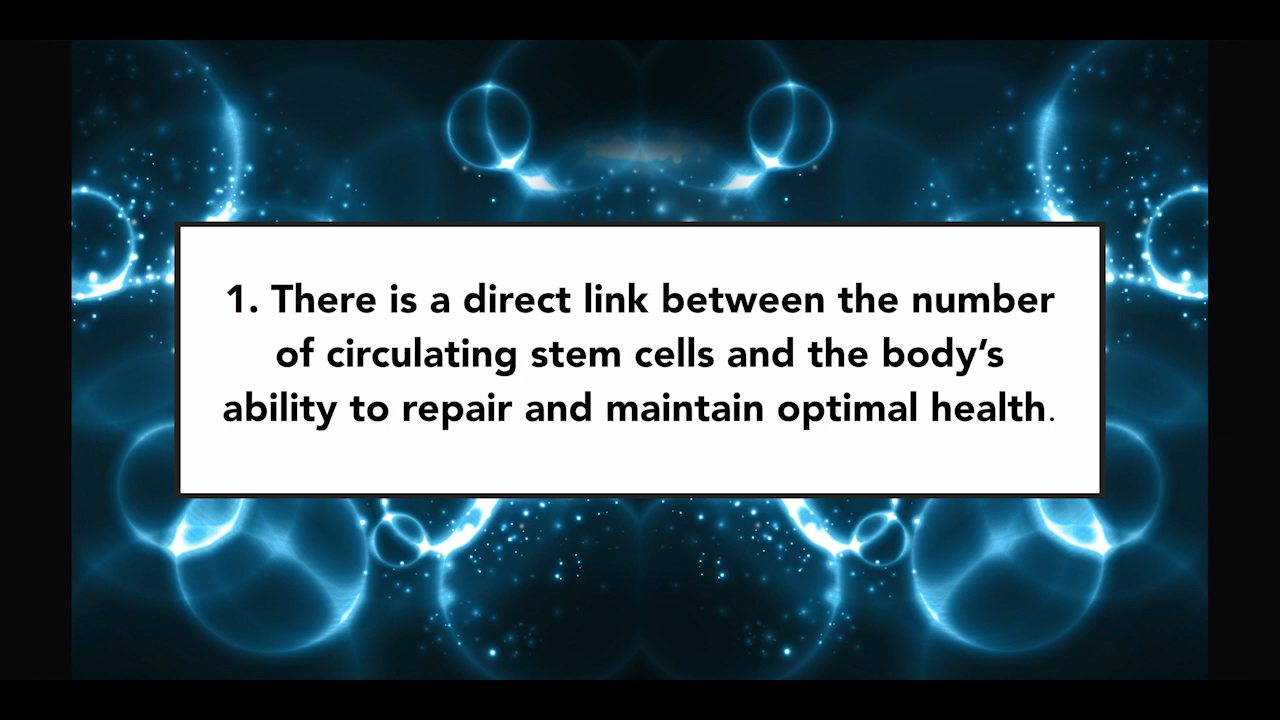 1. There is a direct link between the number
of circulating stem cells and the body’s
ability to repair and maintain optimal health.